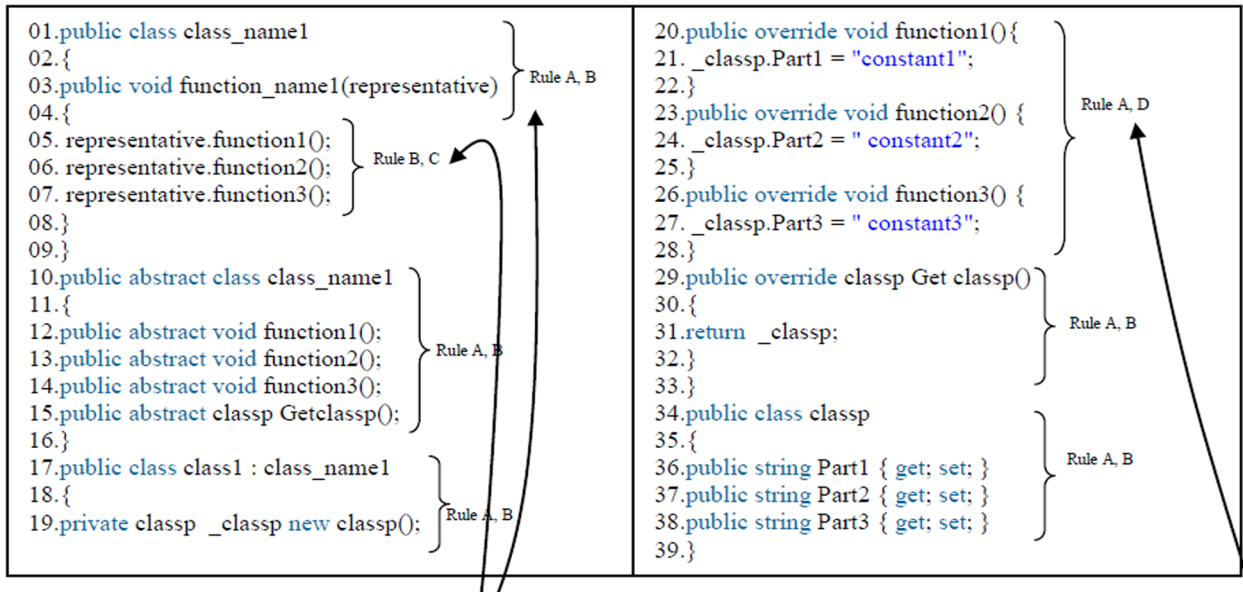 01.public class class_name1
02.{
03.public void function_name1(representative)
Rule A, B
04.{
05. representative.function1();
06. representative.function2();
Rule B, C
07. representative.function3();
08.}
09.}
10.public abstract class class_name1
11.{
12.public abstract void function1();
13.public abstract void function2();
Rule A, B
14.public abstract void function3();
15.public abstract classp Getclassp();
16.}
17.public class class1 : class_name1
18.{
19.private classp _classp new classp();
Rule A, B
20.public override void function1(){
21. _classp.Part1 = "constant1";
22.}
23.public override void function2() {
Rule A, D
24. _classp.Part2 = " constant2";
25.}
26.public override void function3() {
27. _classp.Part3 = " constant3";
28.}
29.public override classp Get classp()
30.{
31.return _classp;
Rule A, B
32.}
33.}
34.public class classp
35.{
36.public string Part1 { get; set; }
Rule A, B
37.public string Part2 { get; set; }
38.public string Part3 { get; set; }
39.}